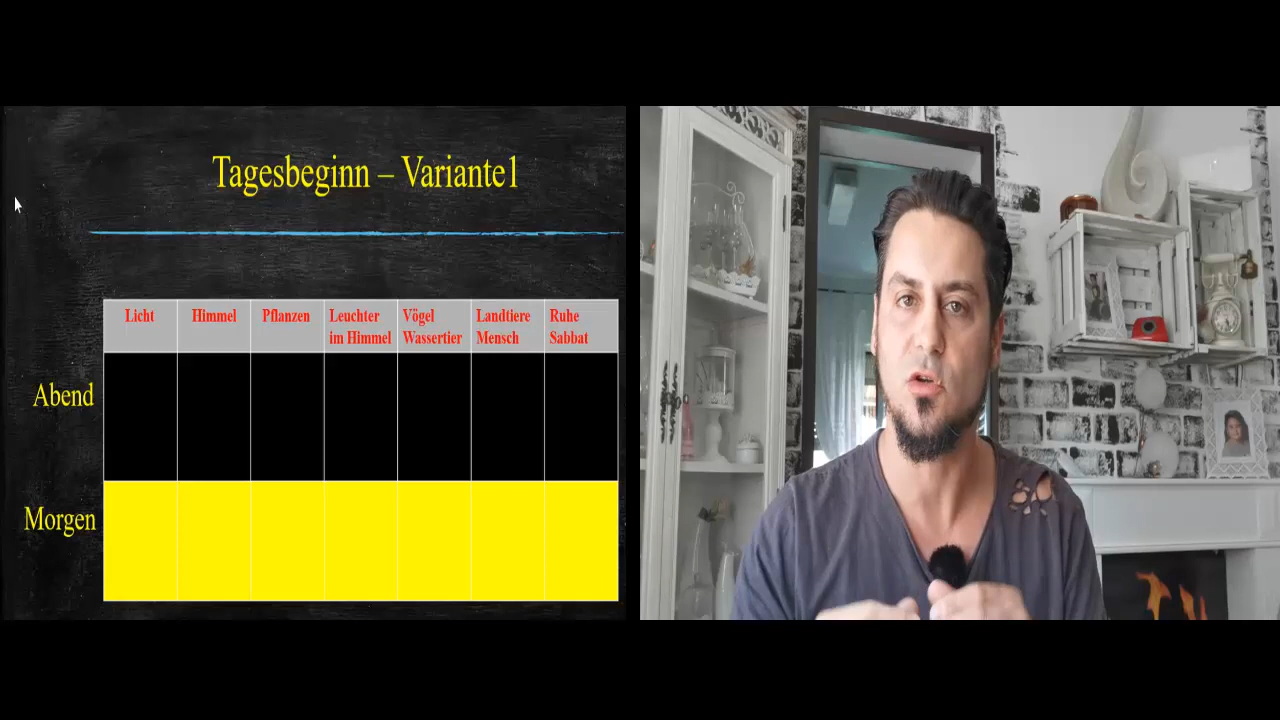 Tagesbeginn – Variante1
Licht
Himmel
Pflanzen
Leuchter
im Himmel
Vögel
Wassertier
Landtiere
Mensch
Ruhe
Sabbat
Abend
Morgen